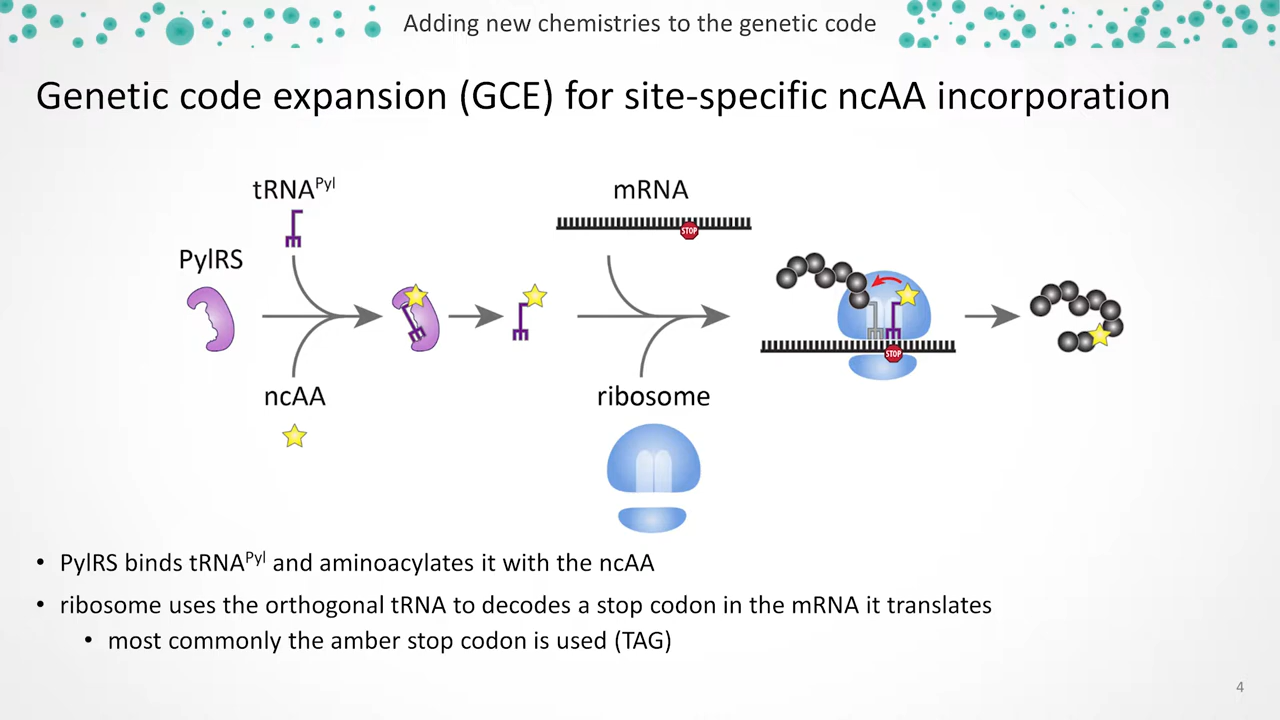 Adding new chemistries to the genetic code
Genetic code expansion (GCE) for site-specific ncAA incorporation
tRNAPyl
mRNA
STOP
PylRS
STOP
ncAA
ribosome
• PylRS binds tRNAPyl and aminoacylates it with the ncAA
• ribosome uses the orthogonal tRNA to decodes a stop codon in the mRNA it translates
• most commonly the amber stop codon is used (TAG)
4